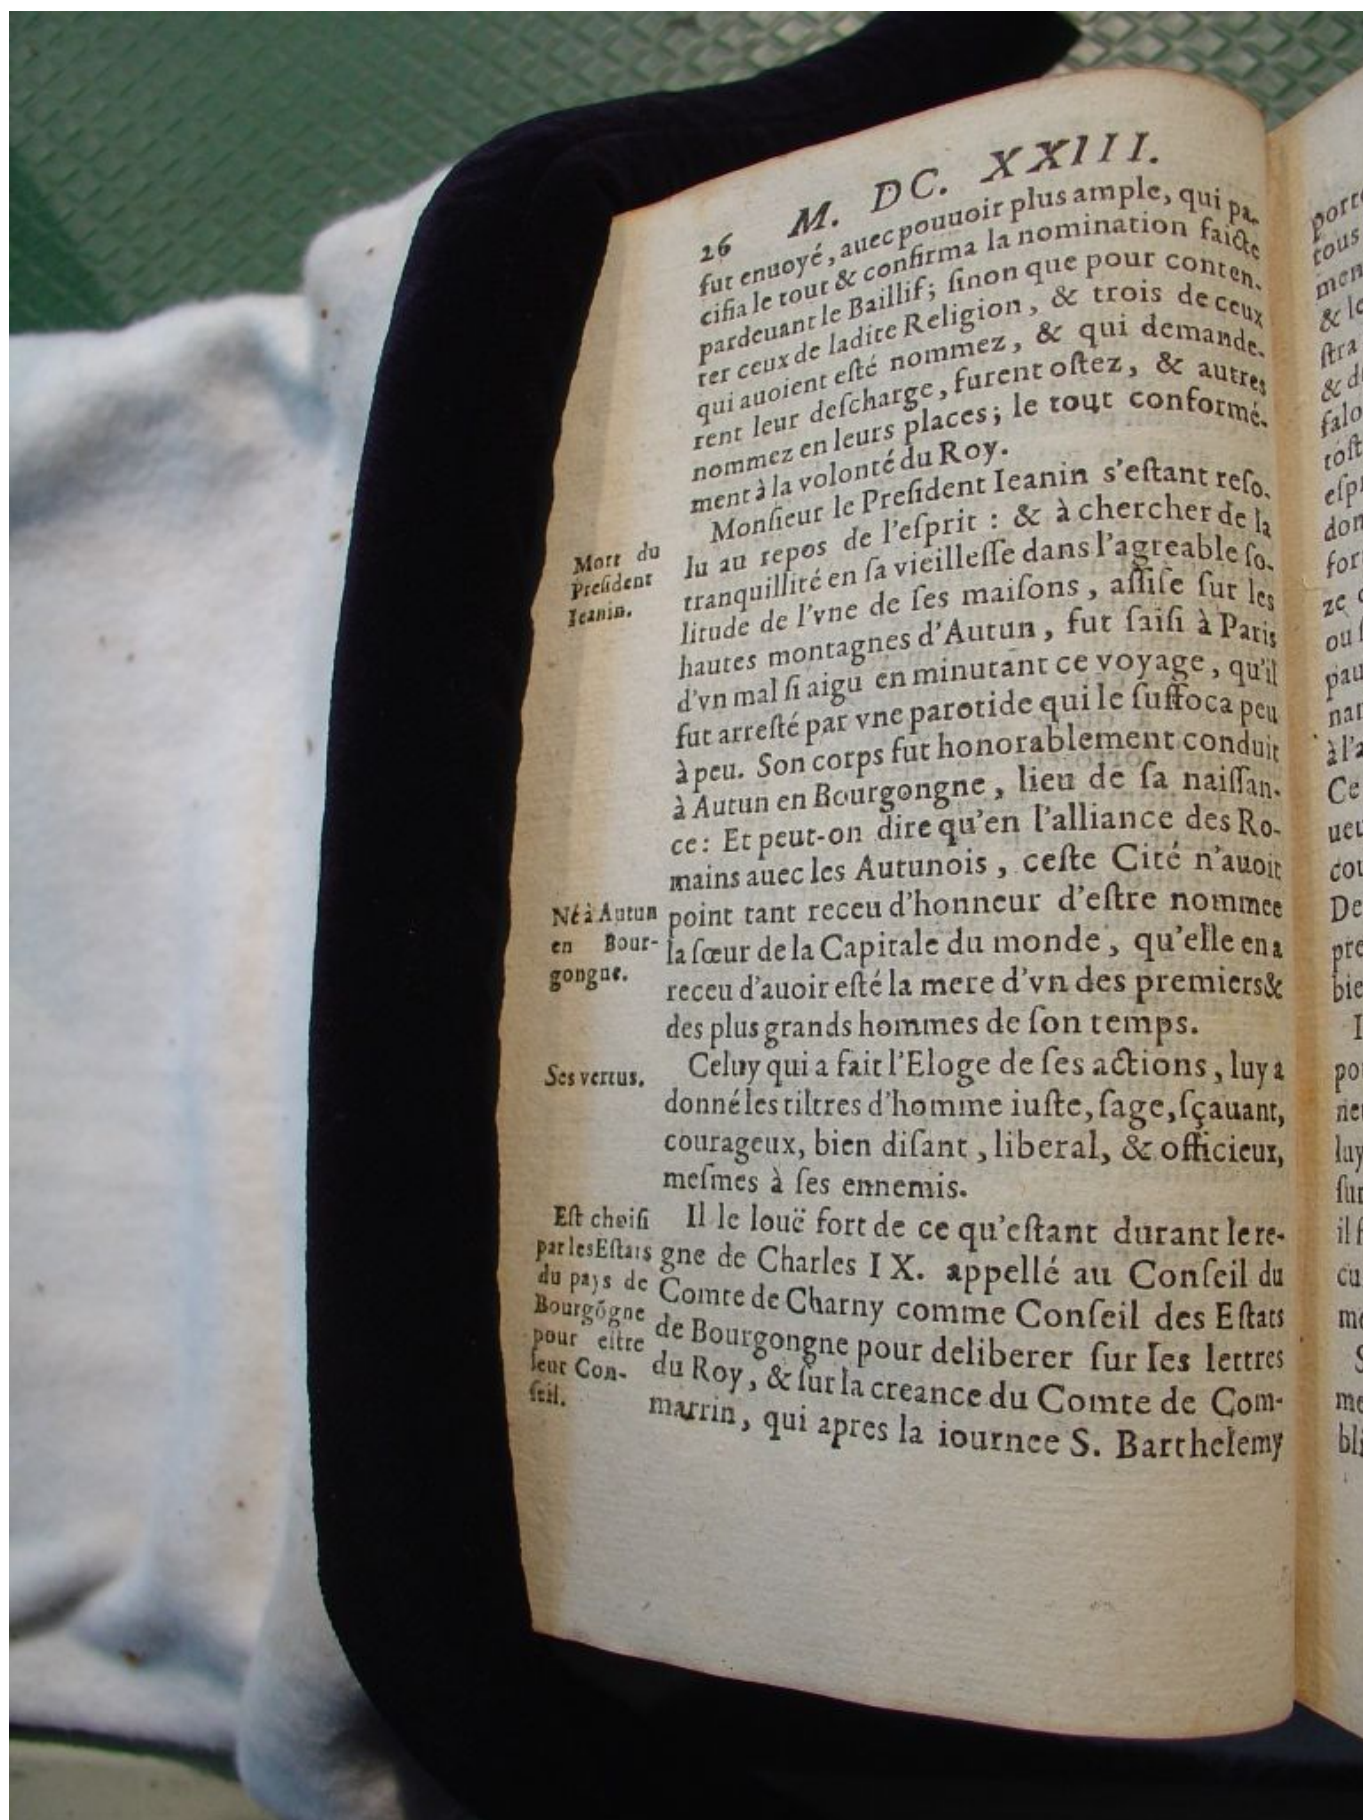 26 M. DC. XXIII.
fut enuoyé, auec pouuoir plus ample, qui pa-
cifia le tout & confirma la nomination faicte
pardeuant le Baillif; ſinon que pour conten-
ter ceux de ladite Religion, & trois de ceux
qui auoient eſté nommez, & qui demande-
rent leur deſcharge, furent oſtez, & autres
nommez en leurs places; le tout conformé-
ment à la volonté du Roy.
Mort du
Preſident
Ieanin.
Monſieur le Preſident Ieanin s'eſtant reſo-
lu au repos de l'eſprit : & à chercher de la
tranquillité en ſa vieilleſſe dans l'agreable ſo-
litude de l'vne de ſes maiſons, aſſiſe ſur les
hautes montagnes d'Autun, fut ſaiſi à Paris
d'vn mal ſi aigu en minutant ce voyage, qu'il
fut arreſté par vne parotide qui le ſuffoca peu
à peu. Son corps fut honorablement conduit
à Autun en Bourgongne, lieu de ſa naiſſan-
ce: Et peut-on dire qu'en l'alliance des Ro-
mains auec les Autunois, ceſte Cité n'auoit
Né à Autun
en Bour-
gongne.
point tant receu d'honneur d'eſtre nommee
la ſœur de la Capitale du monde, qu'elle en a
receu d'auoir eſté la mere d'vn des premiers &
des plus grands hommes de ſon temps.
Ses vertus.
Celuy qui a fait l'Eloge de ſes actions, luy a
donné les tiltres d'homme iuſte, ſage, ſçauant,
courageux, bien diſant, liberal, & officieux,
meſmes à ſes ennemis.
Eſt choiſi
par les Eſtats
du pays de
Bourgõgne
pour eſtre
leur Con-
ſeil.
Il le louë fort de ce qu'eſtant durant le re-
gne de Charles IX. appellé au Conſeil du
Comte de Charny comme Conſeil des Eſtats
de Bourgongne pour deliberer ſur les lettres
du Roy, & ſur la creance du Comte de Com-
marrin, qui apres la iournee S. Barthelemy